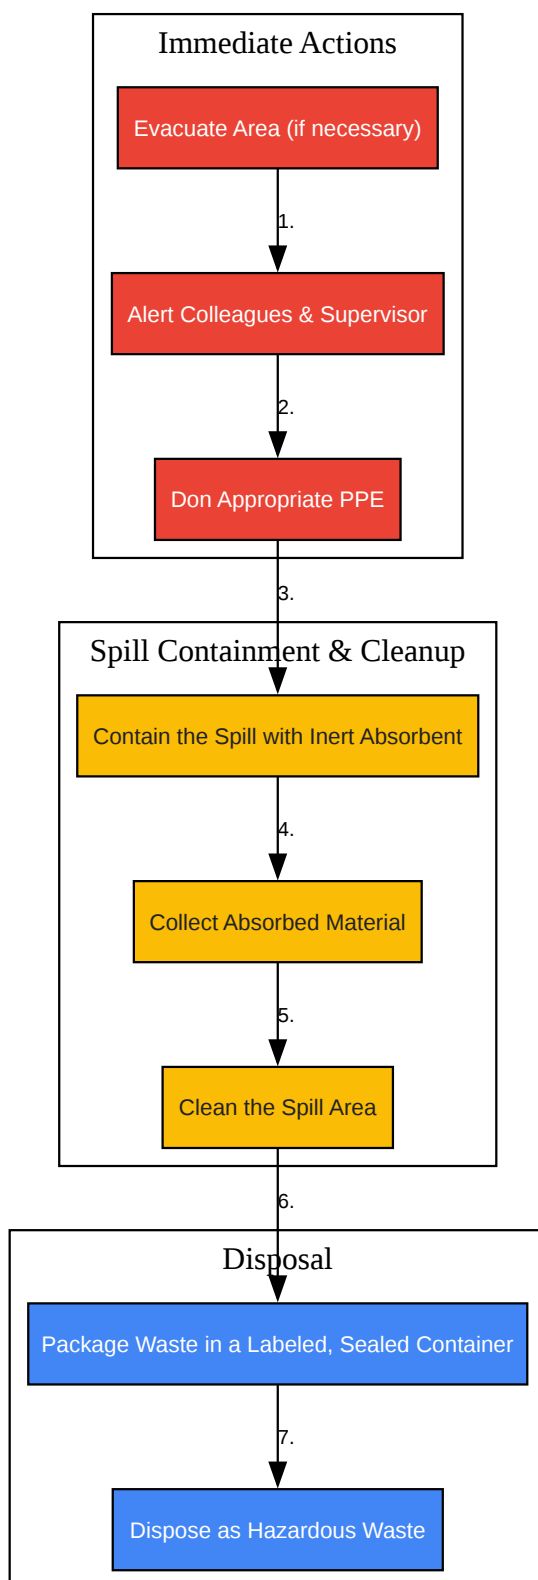 Immediate Actions
Evacuate Area (if necessary)
1.
Alert Colleagues & Supervisor
2.
Don Appropriate PPE
3.
Spill Containment & Cleanup
Contain the Spill with Inert Absorbent
4.
Collect Absorbed Material
5.
Clean the Spill Area
6.
Disposal
Package Waste in a Labeled, Sealed Container
7.
Dispose as Hazardous Waste